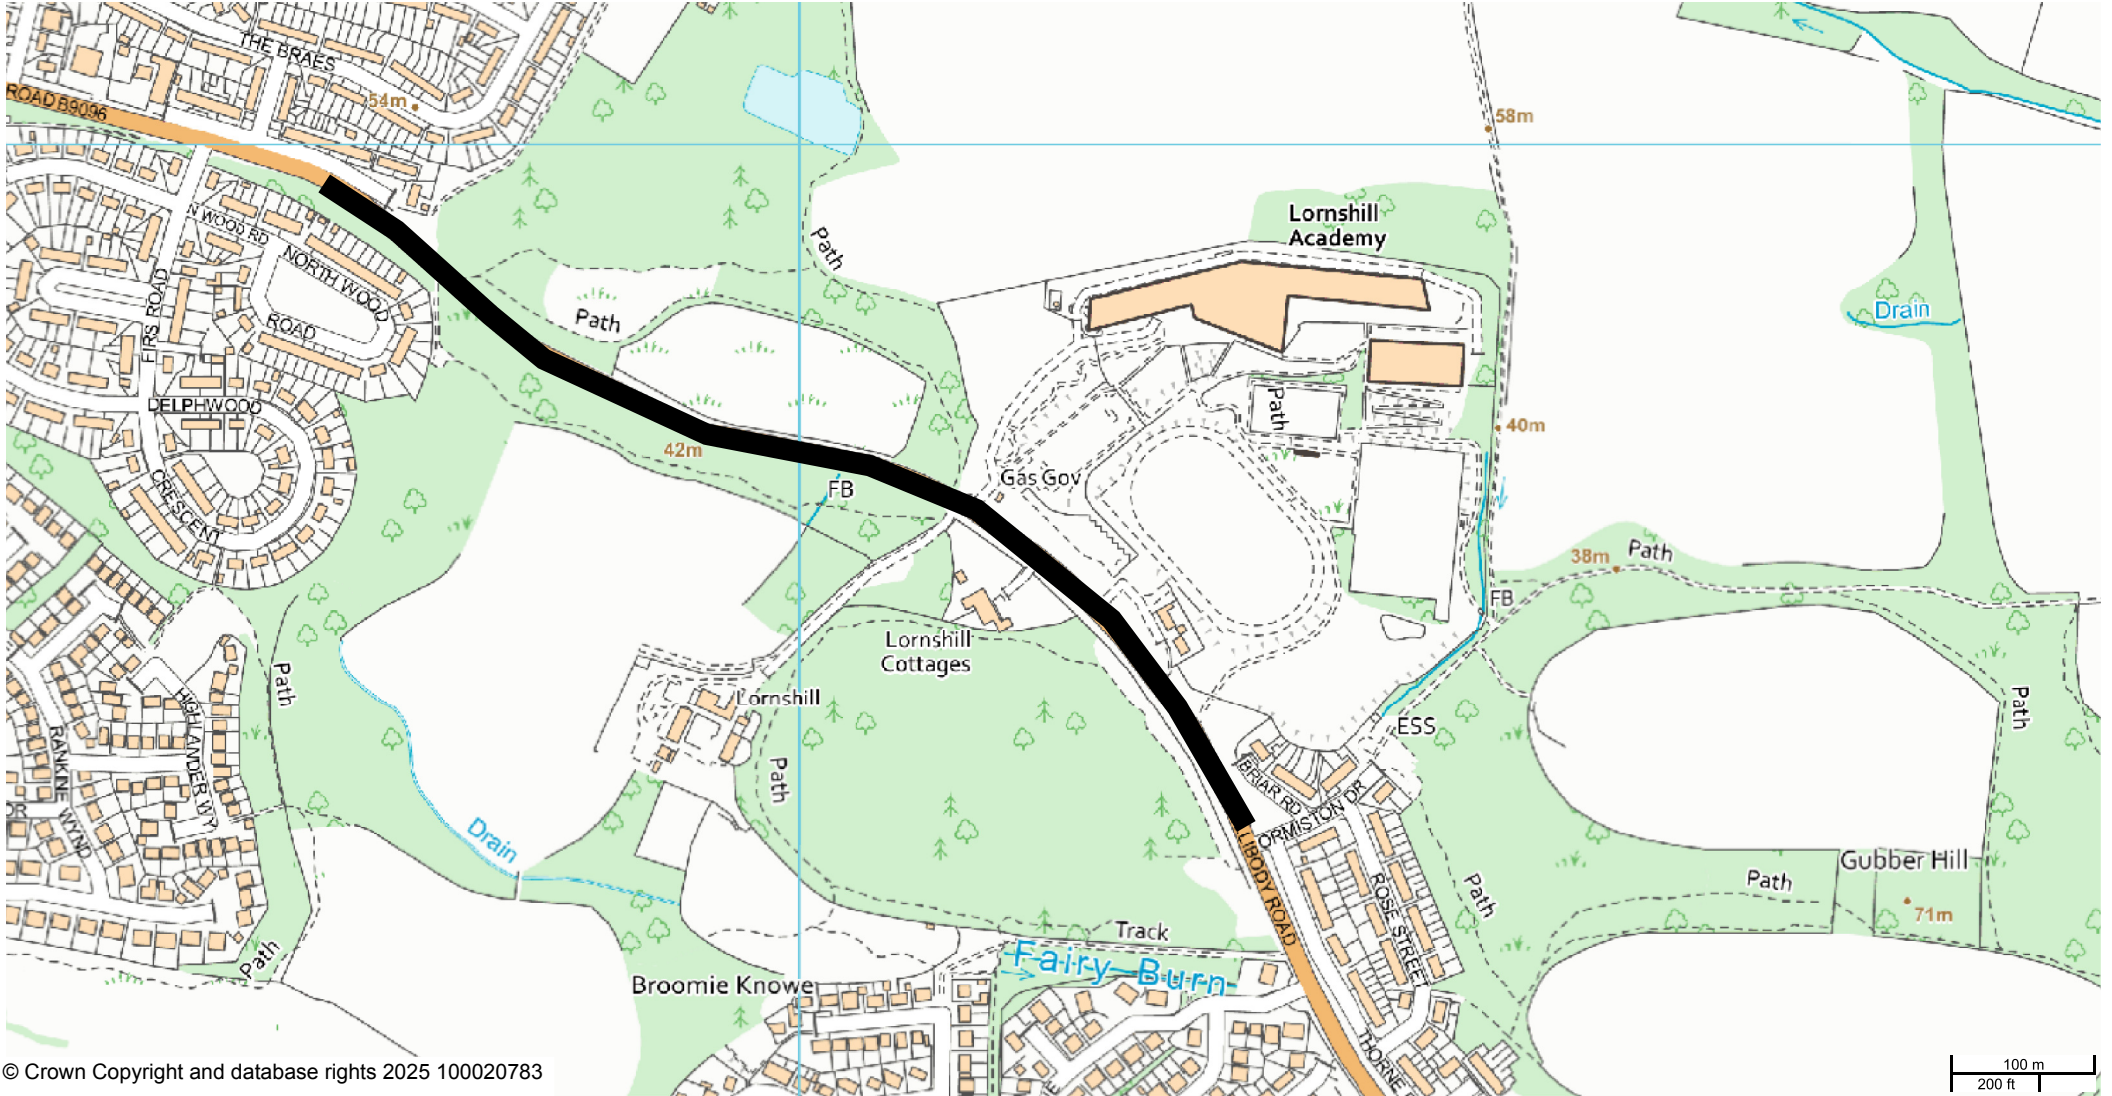 THE BRAES
ROAD B9096
54m
58m
Lornshill
Academy
N WOOD RD
NORTH WOOD
ROAD
FIRS ROAD
Path
Path
Drain
DELPHWOOD
CRESCENT
42m
FB
Gas Gov
Path
40m
38m
Path
FB
Lornshill
Cottages
Lornshill
Path
Path
Path
HIGHLANDER WY
RANKINE WYND
DR
Drain
ESS
BRIAR RD
ORMISTON DR
LIBODY ROAD
ROSE STREET
Path
Path
Gubber Hill
71m
Track
Fairy Burn
Path
Broomie Knowe
THORNE
© Crown Copyright and database rights 2025 100020783
100 m
200 ft